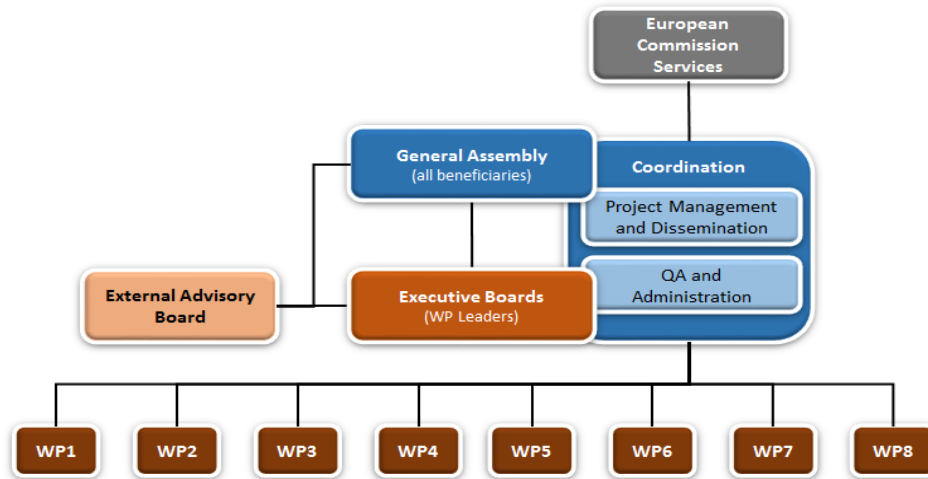 European
Commission
Services
General Assembly
(all beneficiaries)
Coordination
Project Management
and Dissemination
External Advisory
Board
Executive Boards
(WP Leaders)
QA and
Administration
WP1
WP2
WP3
WP4
WP5
WP6
WP7
WP8